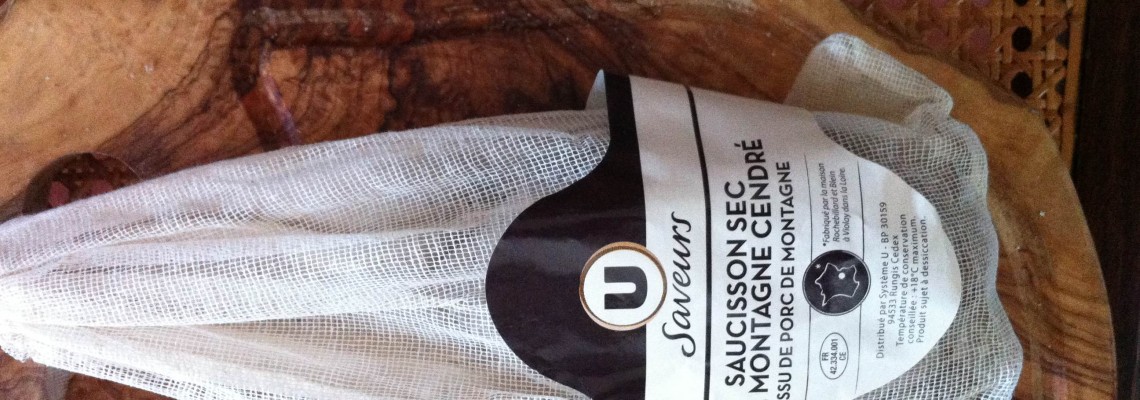 U
Saveurs
SAUCISSON SEC
MONTAGNE CENDRÉ
DE PORC DE MONTAGNE
*Fabriqué par la maison
Rochebillard et Blein
à Violay dans la Loire.
FR
42.334.001
CE
Distribué par Système U - BP 30159
94533 Rungis Cedex
Température de conservation
conseillée : +18°C maximum.
Produit sujet à dessiccation.